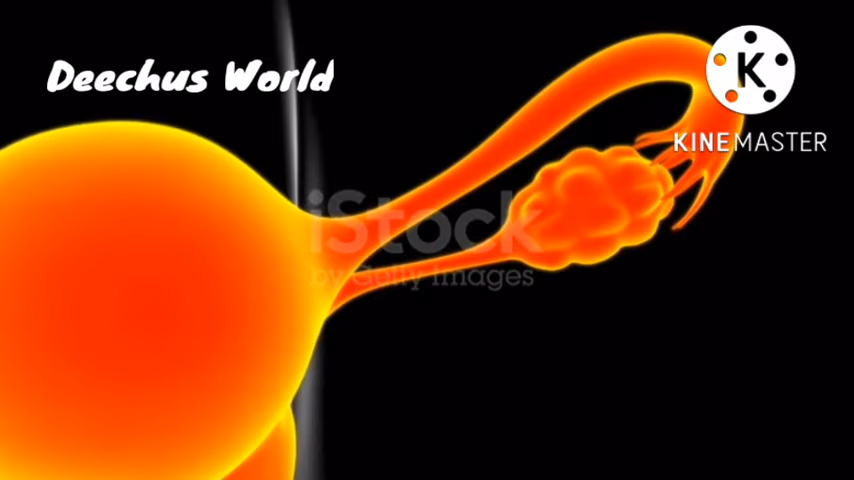 Deechus World
K
KINEMASTER
iStock
by Getty Images